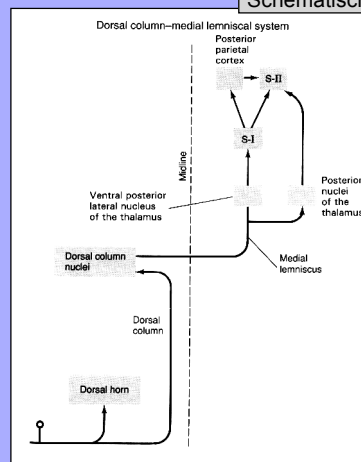 Schematisch
Dorsal column–medial lemniscal system
Posterior
parietal
cortex
S-II
S-I
Midline
Ventral posterior
lateral nucleus
of the thalamus
Posterior
nuclei
of the
thalamus
Dorsal column
nuclei
Medial
lemniscus
Dorsal
column
Dorsal horn